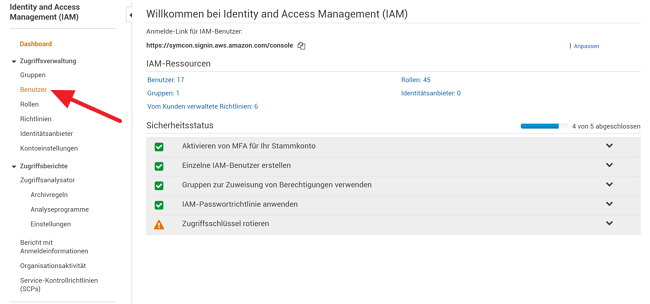 Identity and Access
Management (IAM)
Dashboard
Zugriffsverwaltung
Gruppen
Benutzer
Rollen
Richtlinien
Identitätsanbieter
Kontoeinstellungen
Zugriffsberichte
Zugriffsanalysator
Archivregeln
Analyseprogramme
Einstellungen
Bericht mit
Anmeldeinformationen
Organisationsaktivität
Service-Kontrollrichtlinien
(SCPs)
Willkommen bei Identity and Access Management (IAM)
Anmelde-Link für IAM-Benutzer:
https://symcon.signin.aws.amazon.com/console
| Anpassen
IAM-Ressourcen
Benutzer: 17
Rollen: 45
Gruppen: 1
Identitätsanbieter: 0
Vom Kunden verwaltete Richtlinien: 6
Sicherheitsstatus
4 von 5 abgeschlossen
Aktivieren von MFA für Ihr Stammkonto
Einzelne IAM-Benutzer erstellen
Gruppen zur Zuweisung von Berechtigungen verwenden
IAM-Passwortrichtlinie anwenden
Zugriffsschlüssel rotieren